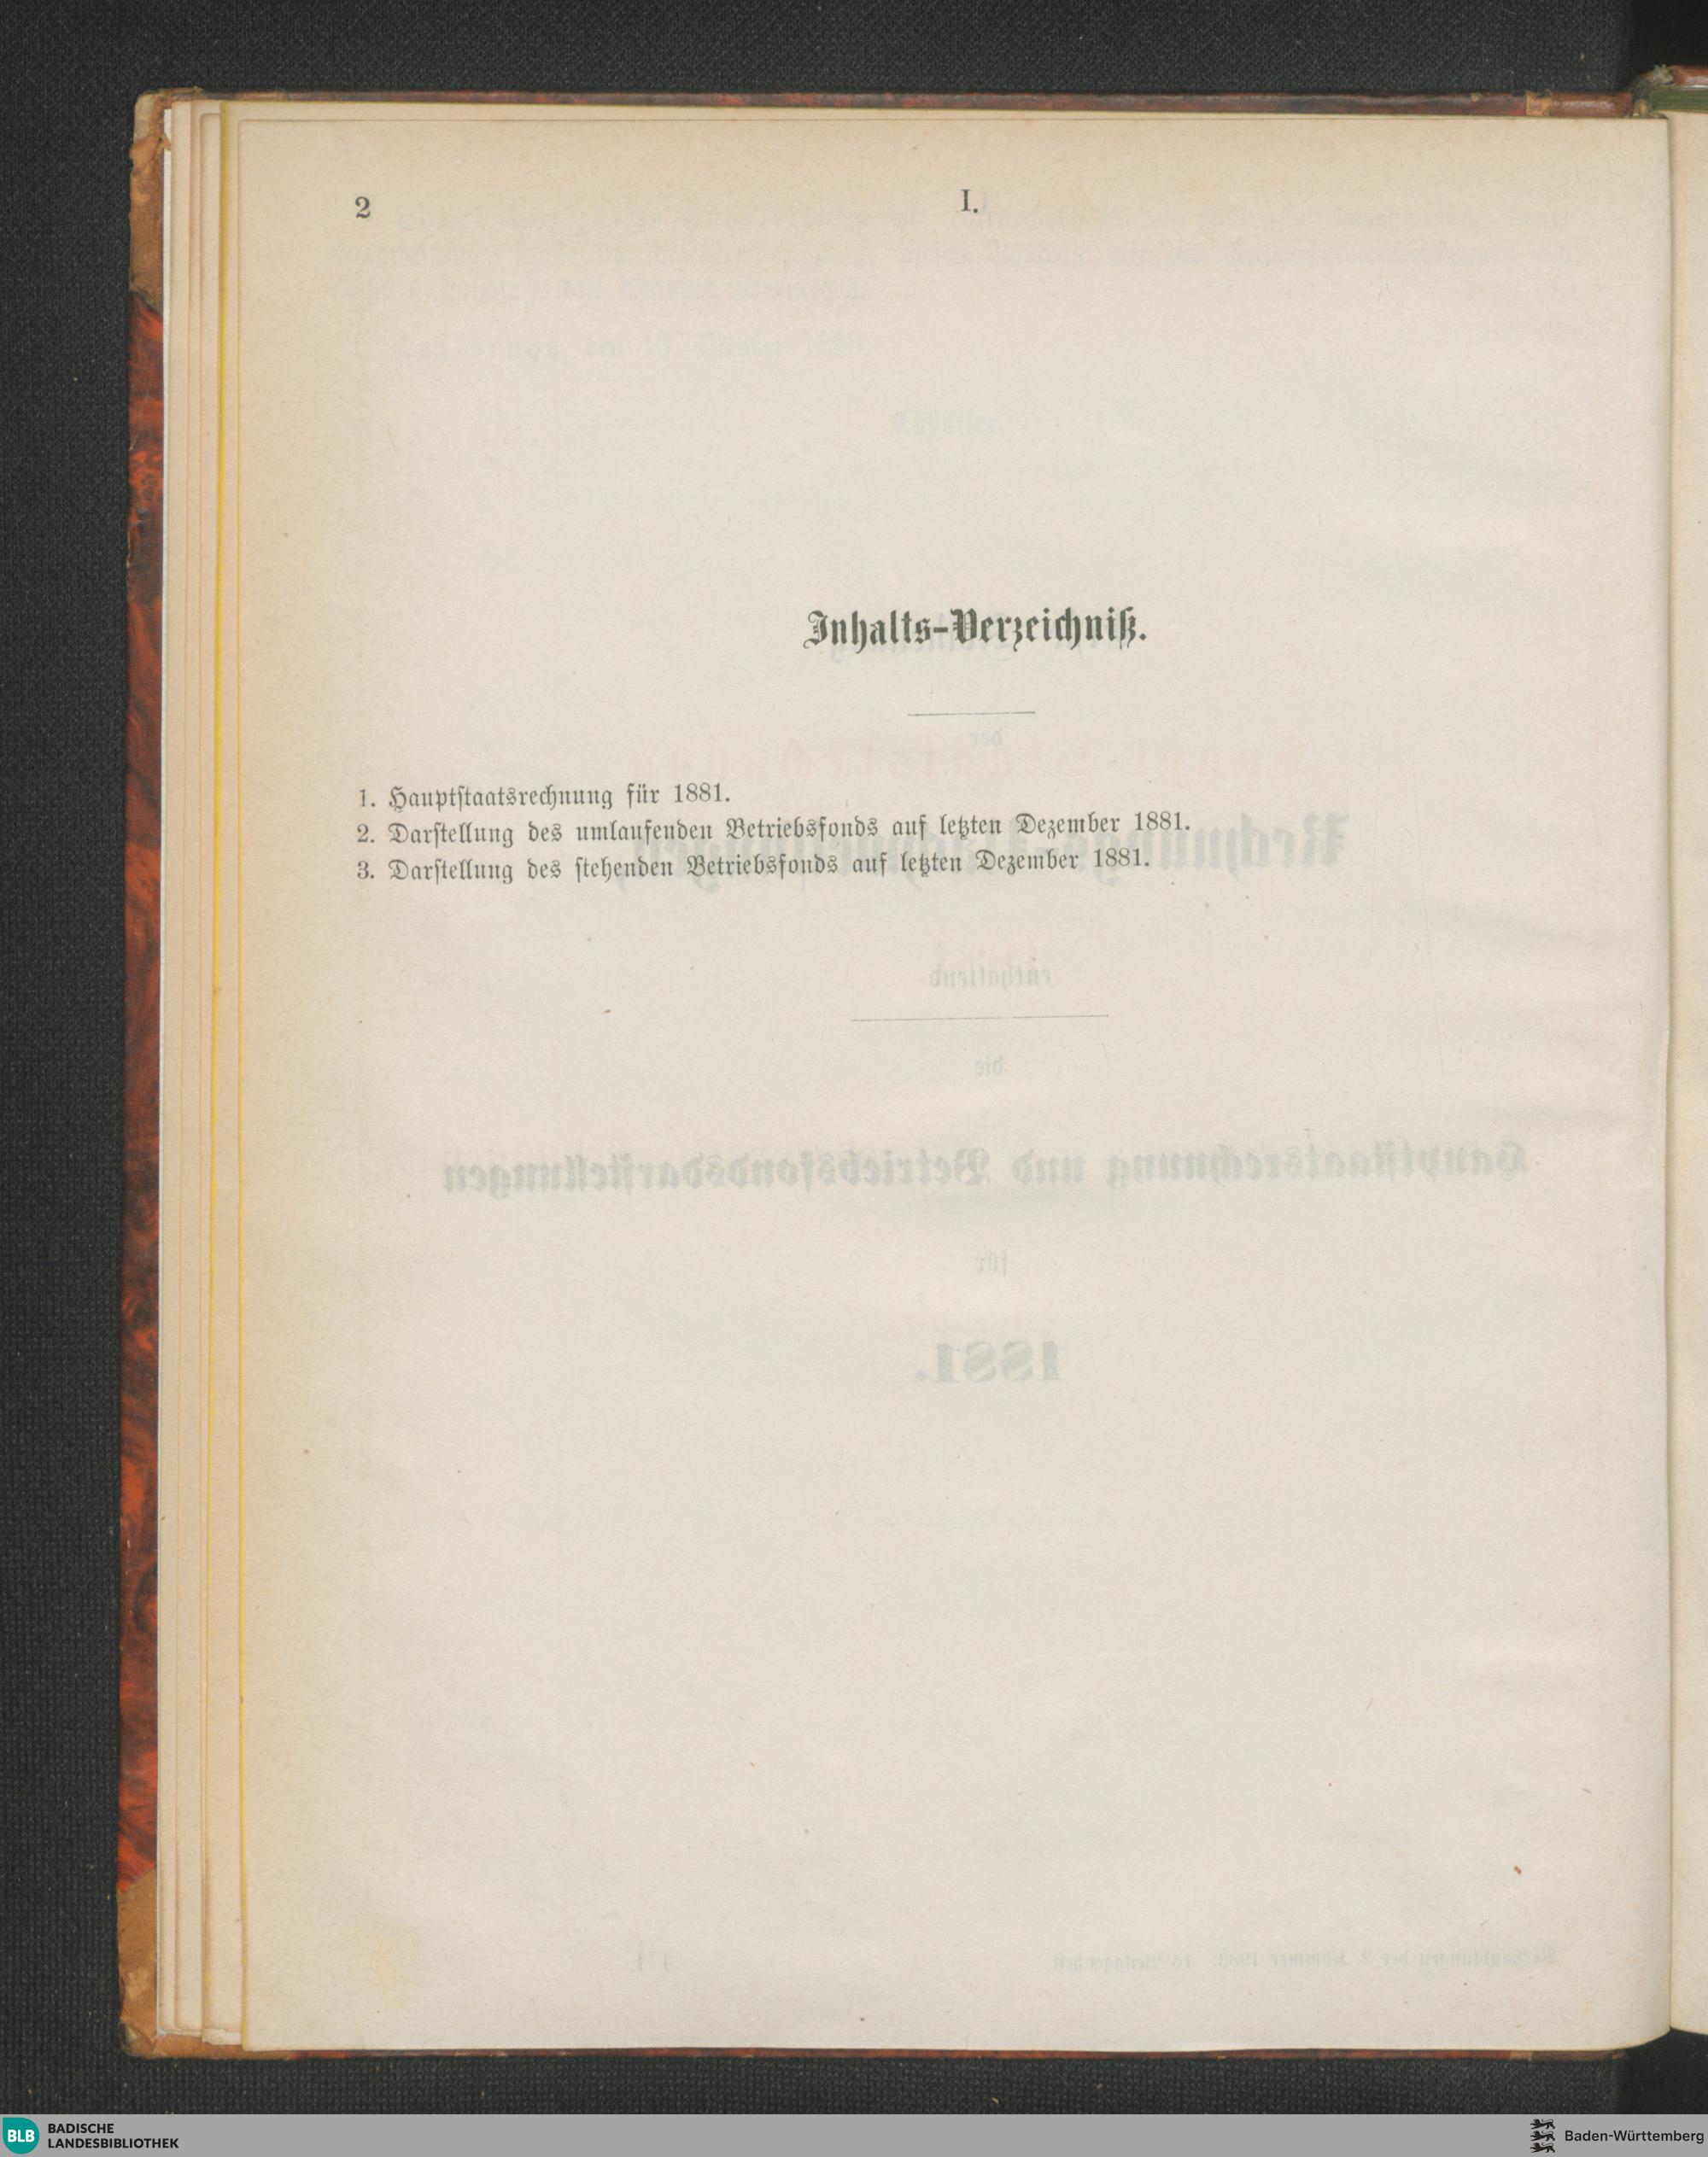 2
I.
Inhalts-Verzeichniß.
1. Hauptstaatsrechnung für 1881.
2. Darstellung des umlaufenden Betriebsfonds auf letzten Dezember 1881.
3. Darstellung des stehenden Betriebsfonds auf letzten Dezember 1881.
BLB
BADISCHE
LANDESBIBLIOTHEK
Baden-Württemberg